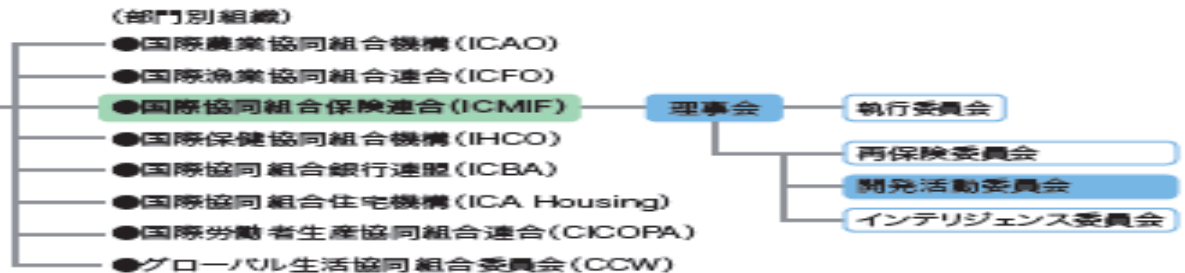 (部門別組織)
●国際農業協同組合機構(ICAO)
●国際漁業協同組合連合(ICFO)
●国際協同組合保険連合(ICMIF)
理事会
執行委員会
●国際保健協同組合機構(IHCO)
再保険委員会
●国際協同組合銀行連盟(ICBA)
開発活動委員会
●国際協同組合住宅機構(ICA Housing)
インテリジェンス委員会
●国際労働者生産協同組合連合(CICOPA)
●グローバル生活協同組合委員会(CCW)